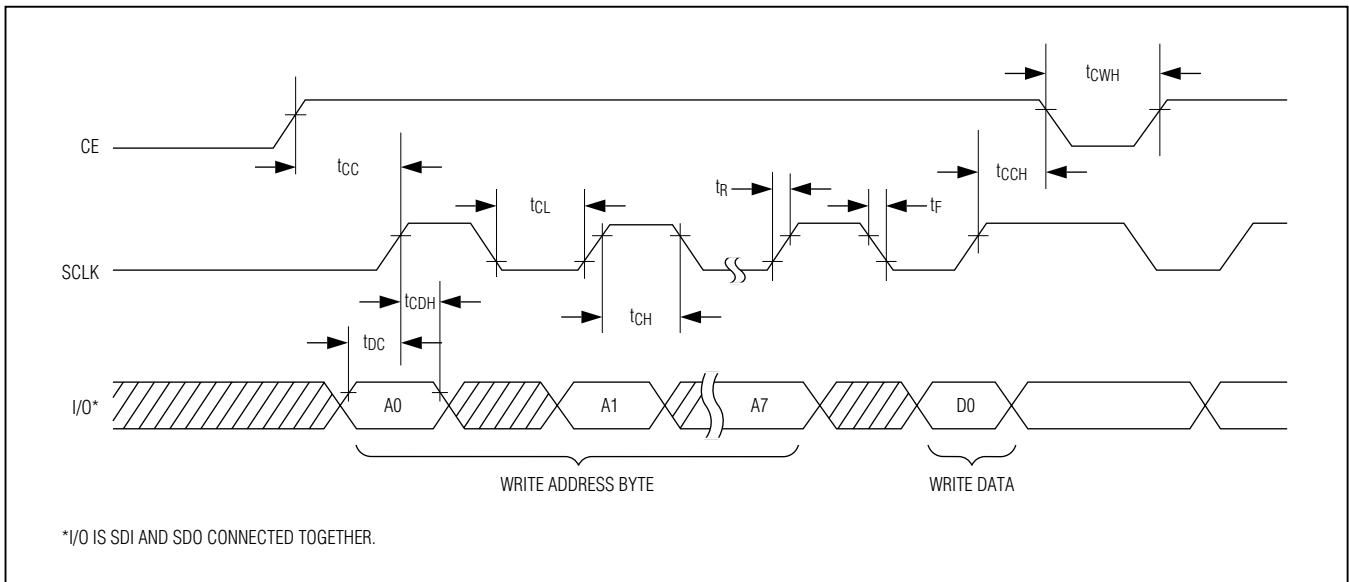 tCWH
CE
tCC
tCCH
tR
tCL
tF
SCLK
tCDH
tCH
tDC
I/O*
A0
A1
A7
D0
WRITE ADDRESS BYTE
WRITE DATA
*I/O IS SDI AND SDO CONNECTED TOGETHER.